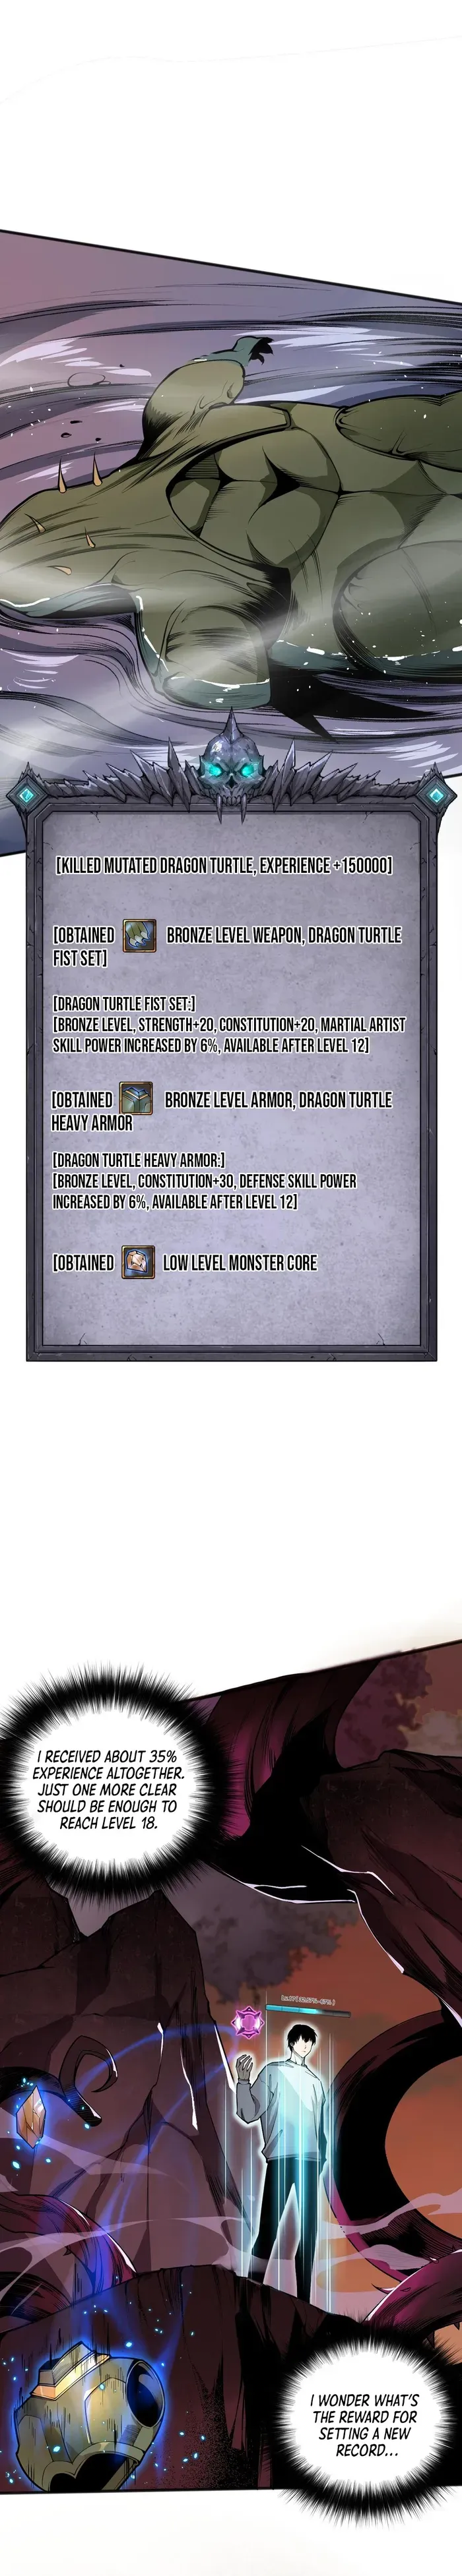 [KILLED MUTATED DRAGON TURTLE, EXPERIENCE +150000]
[OBTAINED BRONZE LEVEL WEAPON, DRAGON TURTLE
FIST SET]
[DRAGON TURTLE FIST SET:]
[BRONZE LEVEL, STRENGTH+20, CONSTITUTION+20, MARTIAL ARTIST
SKILL POWER INCREASED BY 6%, AVAILABLE AFTER LEVEL 12]
[OBTAINED BRONZE LEVEL ARMOR, DRAGON TURTLE
HEAVY ARMOR
[DRAGON TURTLE HEAVY ARMOR:]
[BRONZE LEVEL, CONSTITUTION+30, DEFENSE SKILL POWER
INCREASED BY 6%, AVAILABLE AFTER LEVEL 12]
[OBTAINED LOW LEVEL MONSTER CORE
I RECEIVED ABOUT 35%
EXPERIENCE ALTOGETHER.
JUST ONE MORE CLEAR
SHOULD BE ENOUGH TO
REACH LEVEL 18.
I WONDER WHAT'S
THE REWARD FOR
SETTING A NEW
RECORD...